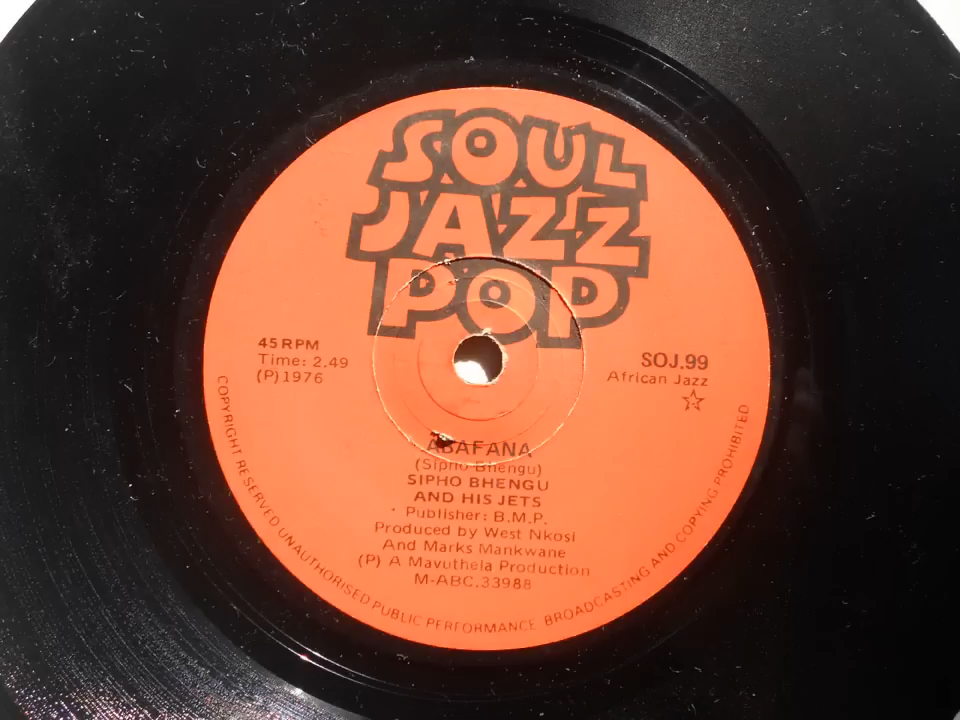 SOUL
JAZZ
POP
45 RPM
Time: 2.49
(P)1976
SOJ.99
African Jazz
ABAFANA
(Sipho Bhengu)
SIPHO BHENGU
AND HIS JETS
Publisher: B.M.P.
Produced by West Nkosi
And Marks Mankwane
(P) A Mavuthela Production
M-ABC.33988
COPYRIGHT RESERVED UNAUTHORISED PUBLIC PERFORMANCE BROADCASTING AND COPYING PROHIBITED